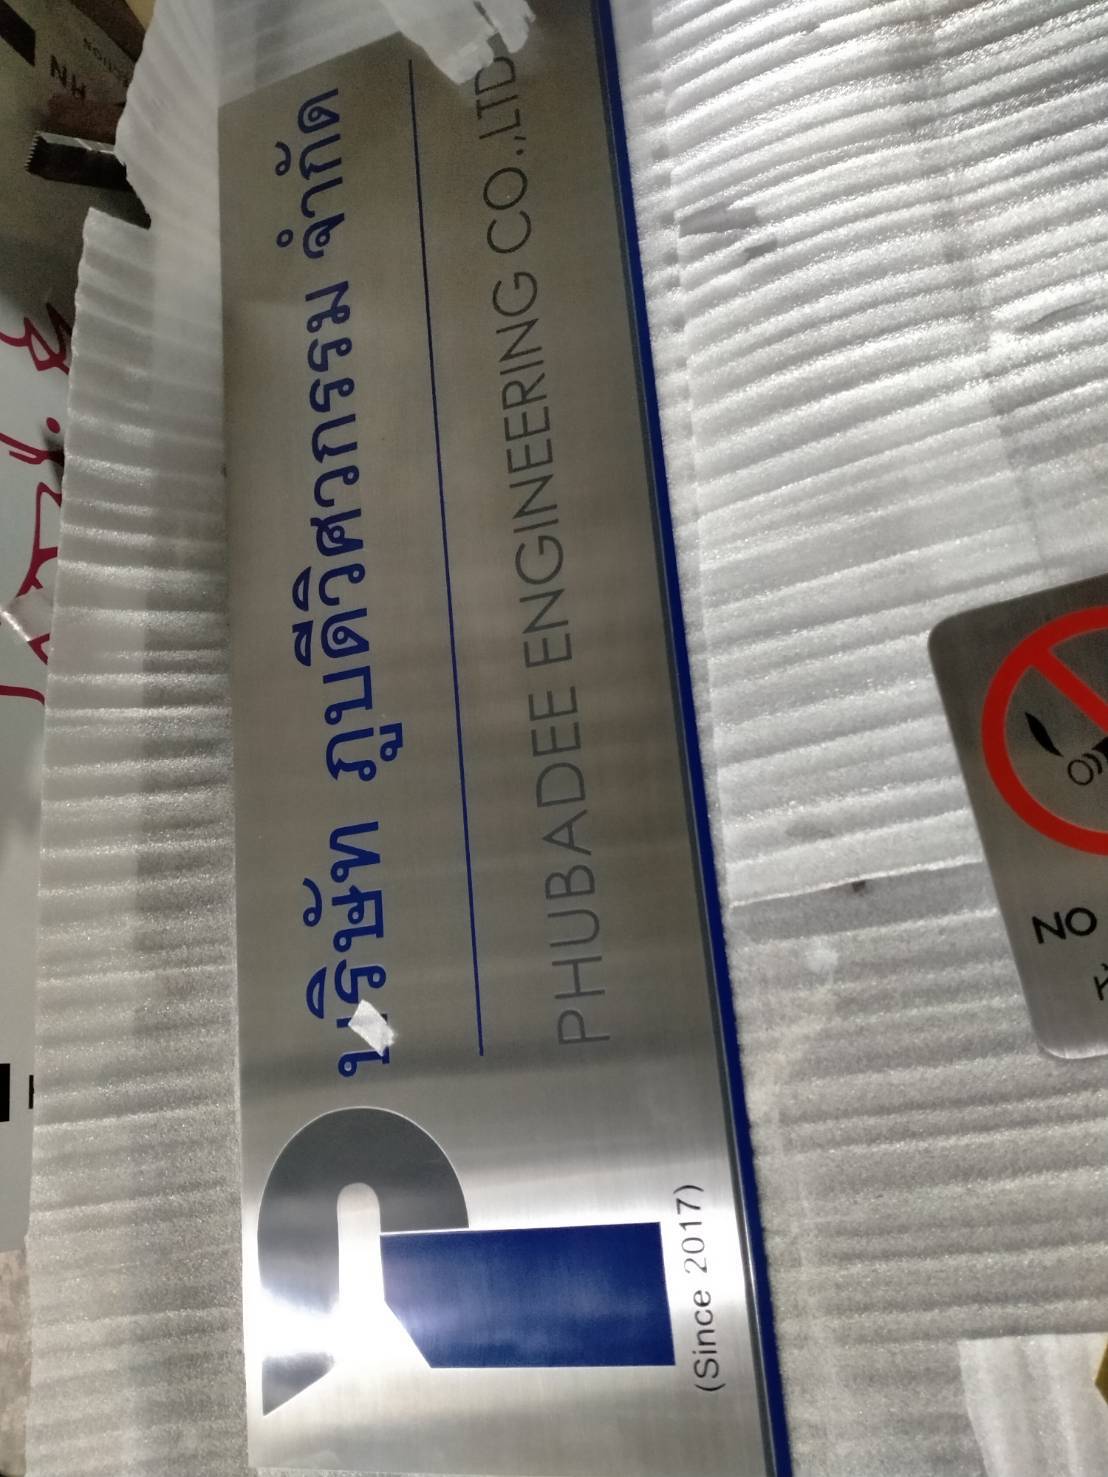 บริษัท ภูบดีวิศวกรรม จำกัด
PHUBADEE ENGINEERING CO.,LTD.
(Since 2017)
NO